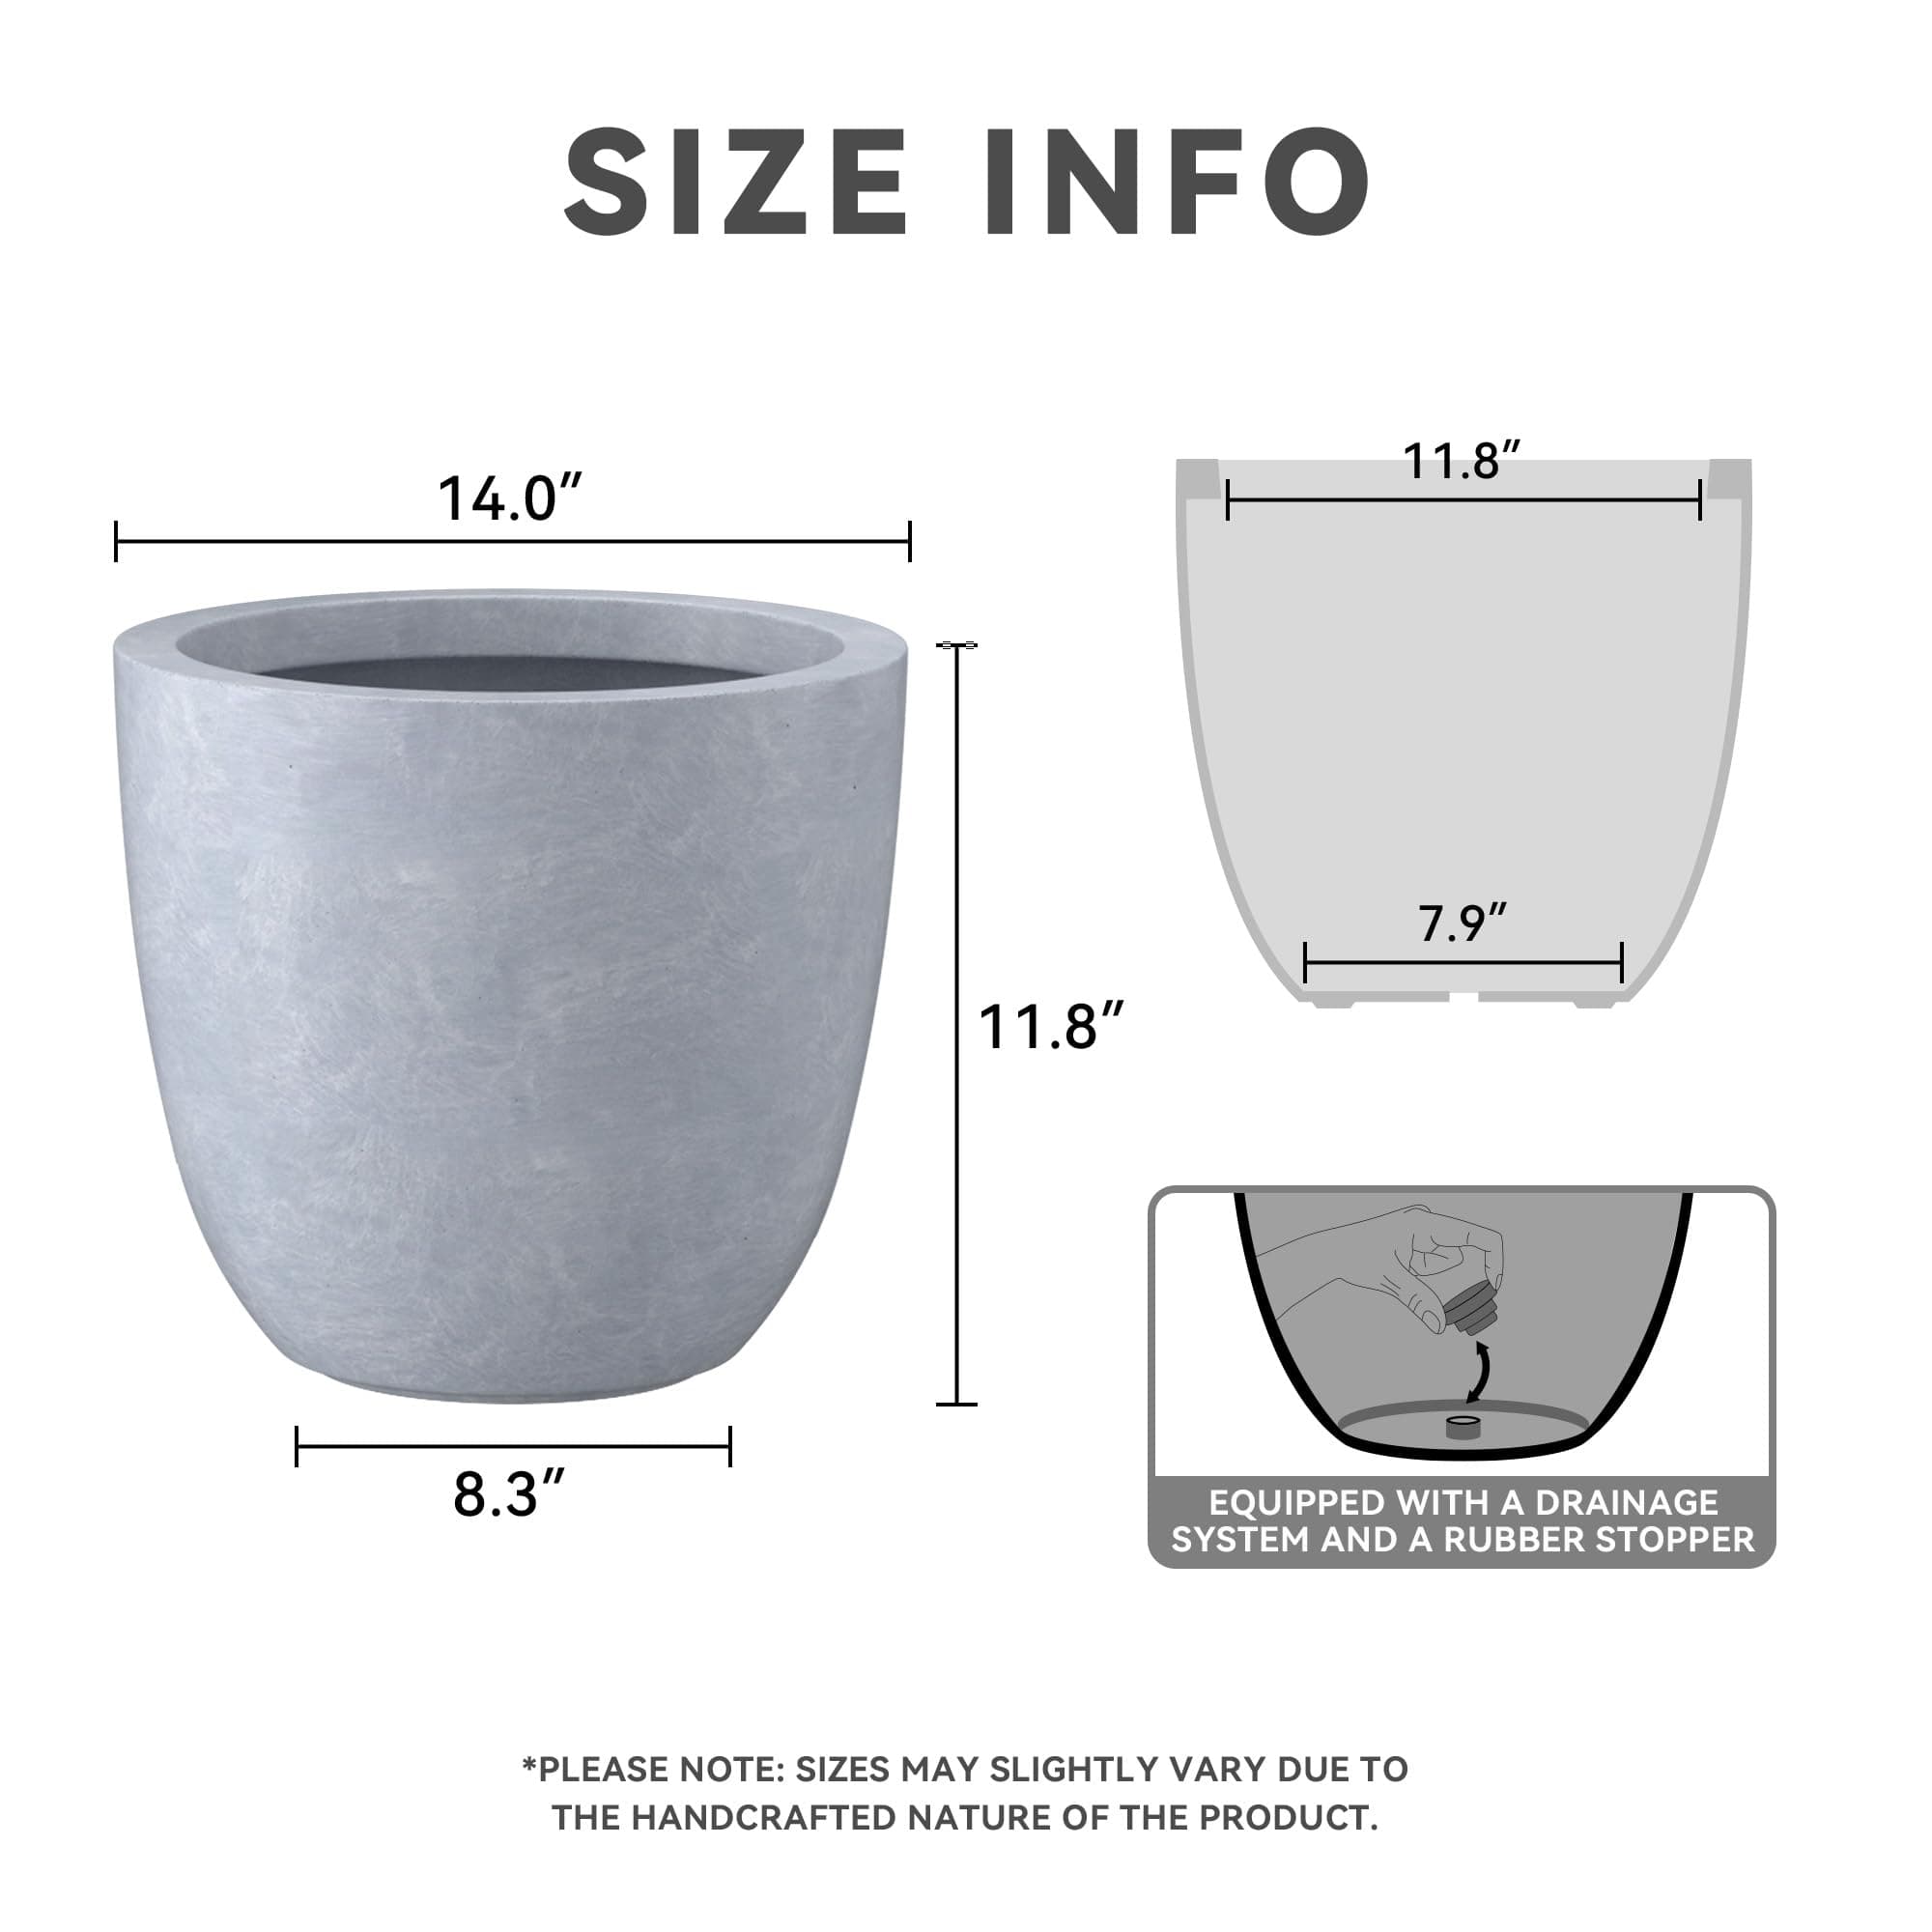 SIZE INFO
14.0″
11.8″
11.8″
7.9″
8.3″
EQUIPPED WITH A DRAINAGE
SYSTEM AND A RUBBER STOPPER
*PLEASE NOTE: SIZES MAY SLIGHTLY VARY DUE TO
THE HANDCRAFTED NATURE OF THE PRODUCT.